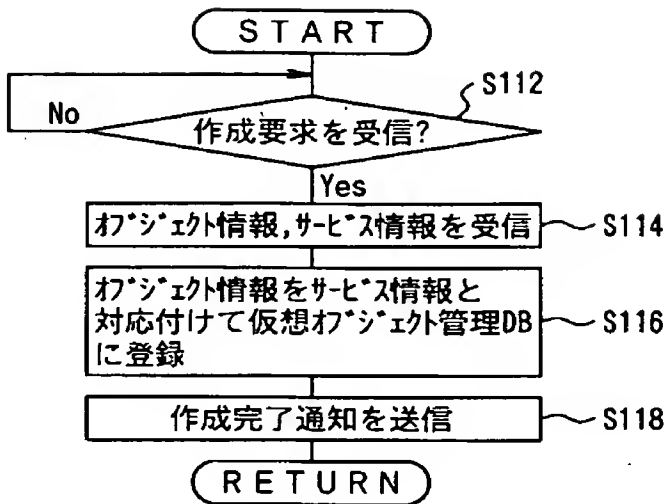 START
S112
No
作成要求を受信?
Yes
オブジェクト情報,サービス情報を受信
S114
オブジェクト情報をサービス情報と
対応付けて仮想オブジェクト管理DB
に登録
S116
作成完了通知を送信
S118
RETURN